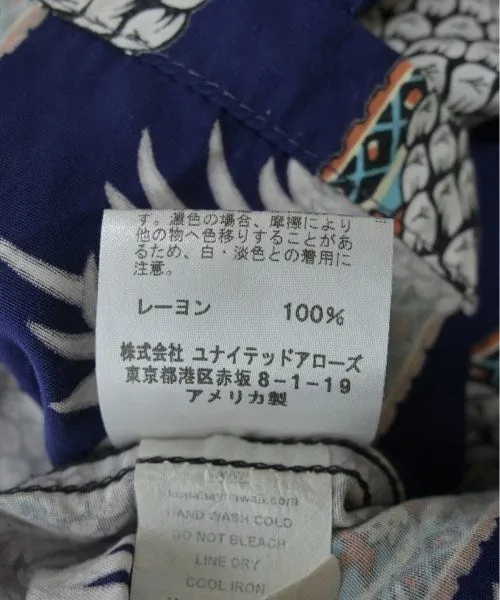 す。濃色の場合、摩擦により
他の物へ色移りすることがあ
るため、白・淡色との着用に
注意。
レーヨン 100%
株式会社 ユナイテッドアローズ
東京都港区赤坂8-1-19
アメリカ製
konabayhawaii.com
HAND WASH COLD
DO NOT BLEACH
LINE DRY
COOL IRON